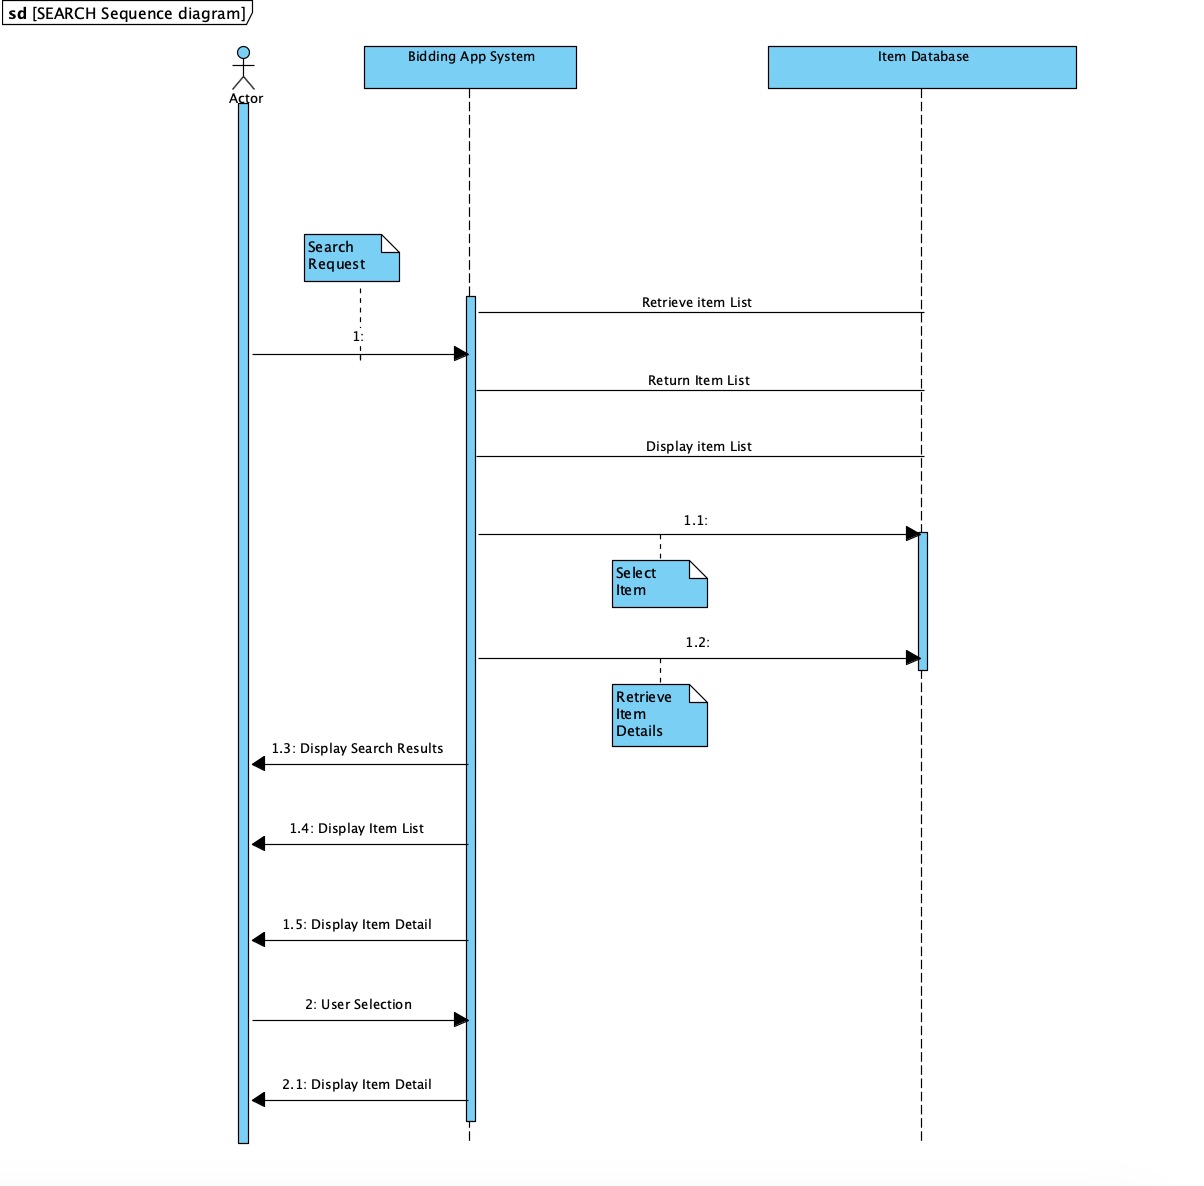 sd [SEARCH Sequence diagram]
Actor
Bidding App System
Item Database
Search
Request
Retrieve item List
1:
Return Item List
Display item List
1.1:
Select
Item
1.2:
Retrieve
Item
Details
1.3: Display Search Results
1.4: Display Item List
1.5: Display Item Detail
2: User Selection
2.1: Display Item Detail